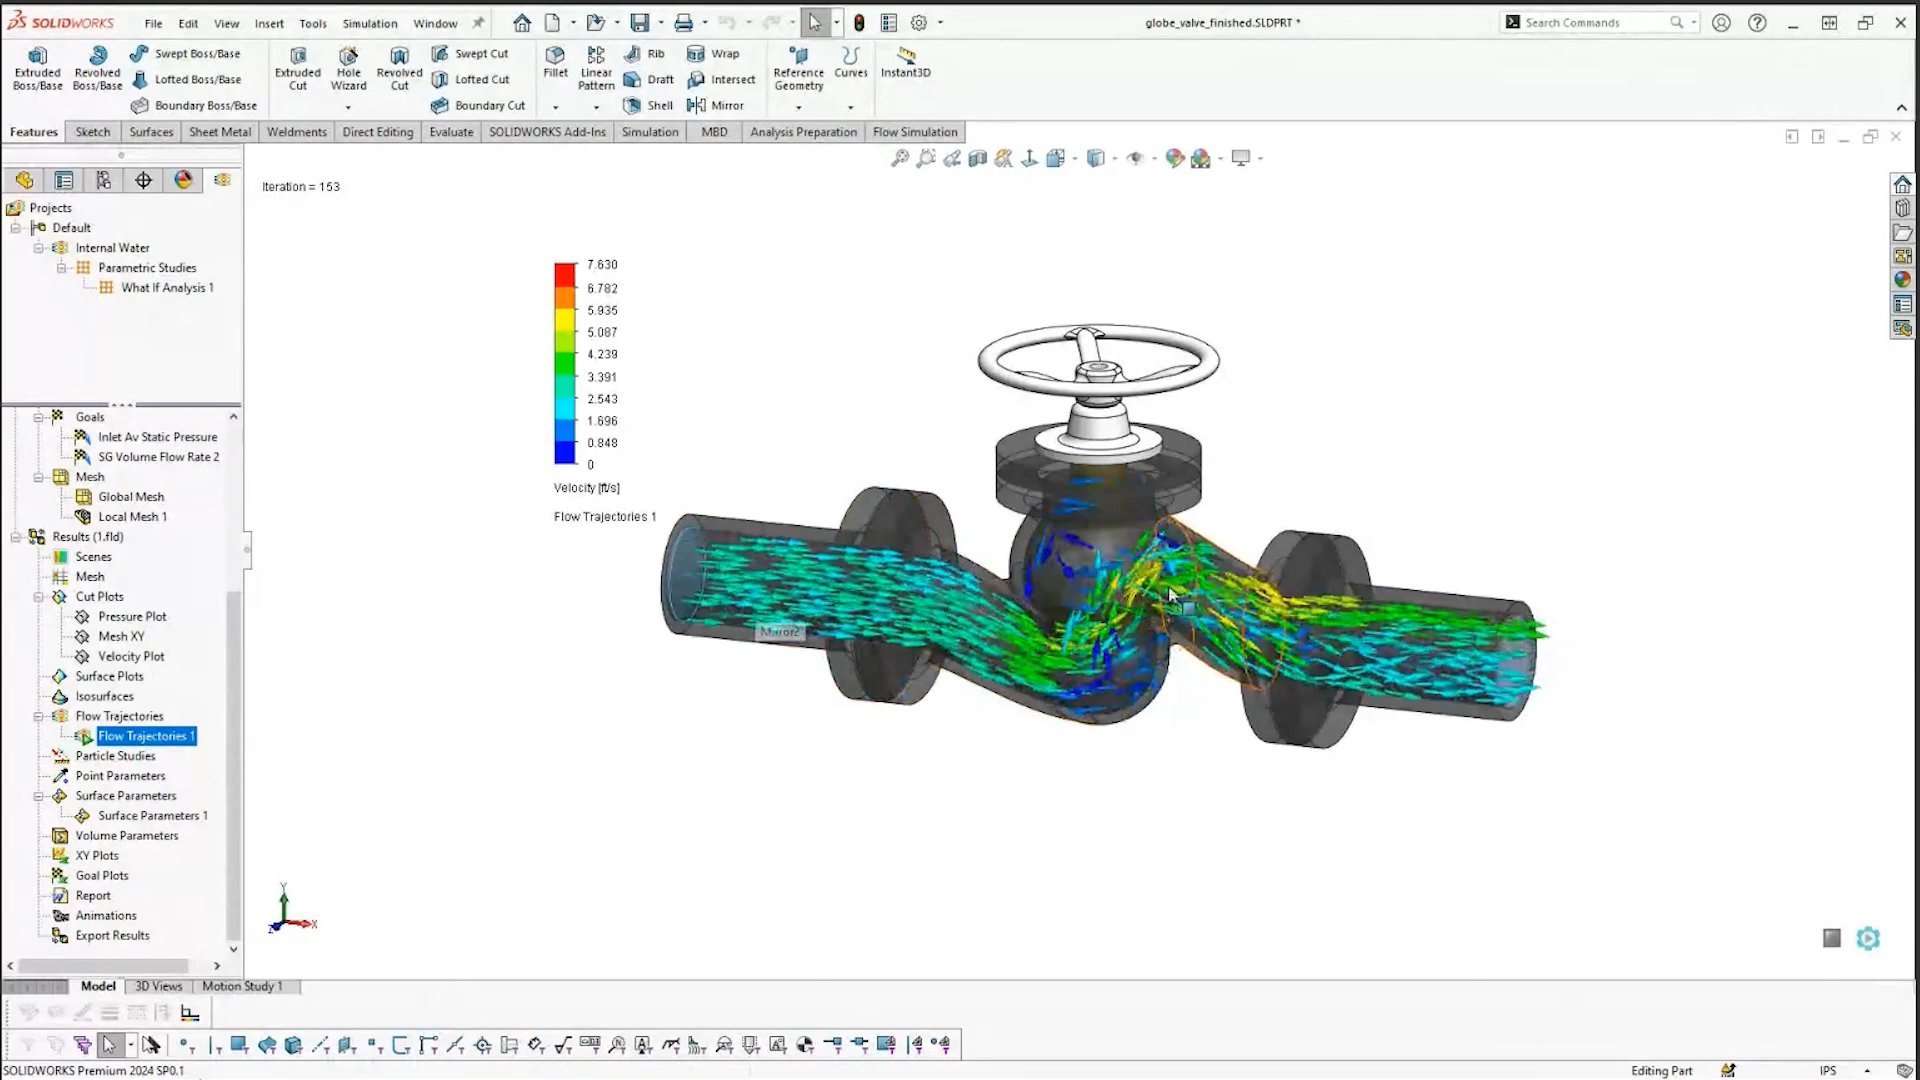 SOLIDWORKS File Edit View Insert Tools Simulation Window globe_valve_finished.SLDPRT * Search Commands
Extruded Boss/Base
Revolved Boss/Base
Swept Boss/Base
Lofted Boss/Base
Boundary Boss/Base
Extruded Cut
Hole Wizard
Revolved Cut
Swept Cut
Lofted Cut
Boundary Cut
Fillet
Linear Pattern
Rib
Draft
Shell
Wrap
Intersect
Mirror
Reference Geometry
Curves
Instant3D
Features Sketch Surfaces Sheet Metal Weldments Direct Editing Evaluate SOLIDWORKS Add-Ins Simulation MBD Analysis Preparation Flow Simulation
Projects
Default
Internal Water
Parametric Studies
What If Analysis 1
Goals
Inlet Av Static Pressure
SG Volume Flow Rate 2
Mesh
Global Mesh
Local Mesh 1
Results (1.fld)
Scenes
Mesh
Cut Plots
Pressure Plot
Mesh XY
Velocity Plot
Surface Plots
Isosurfaces
Flow Trajectories
Flow Trajectories 1
Particle Studies
Point Parameters
Surface Parameters
Surface Parameters 1
Volume Parameters
XY Plots
Goal Plots
Report
Animations
Export Results
Iteration = 153
7.630
6.782
5.935
5.087
4.239
3.391
2.543
1.696
0.848
0
Velocity [ft/s]
Flow Trajectories 1
Mirror2
Y
X
Z
Model 3D Views Motion Study 1
SOLIDWORKS Premium 2024 SP0.1 Editing Part IPS